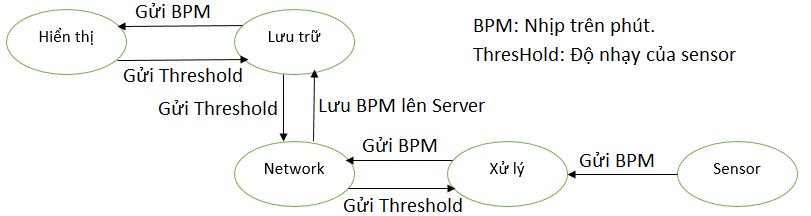 Gửi BPM
Hiển thị
Lưu trữ
BPM: Nhịp trên phút.
ThresHold: Độ nhạy của sensor
Gửi Threshold
Gửi Threshold
Lưu BPM lên Server
Gửi BPM
Gửi BPM
Network
Xử lý
Sensor
Gửi Threshold